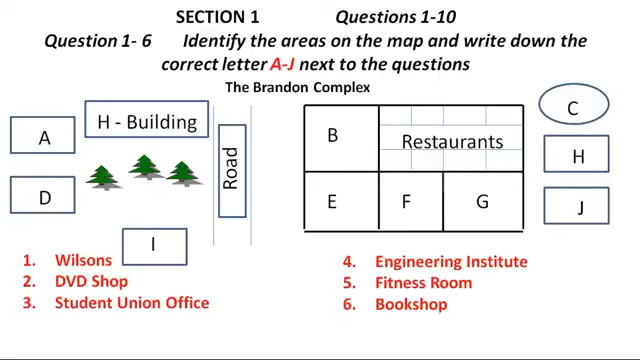 SECTION 1 Questions 1-10
Question 1- 6 Identify the areas on the map and write down the
correct letter A-J next to the questions
The Brandon Complex
A
H - Building
Road
B
Restaurants
C
H
D
E
F
G
J
I
1. Wilsons
2. DVD Shop
3. Student Union Office
4. Engineering Institute
5. Fitness Room
6. Bookshop